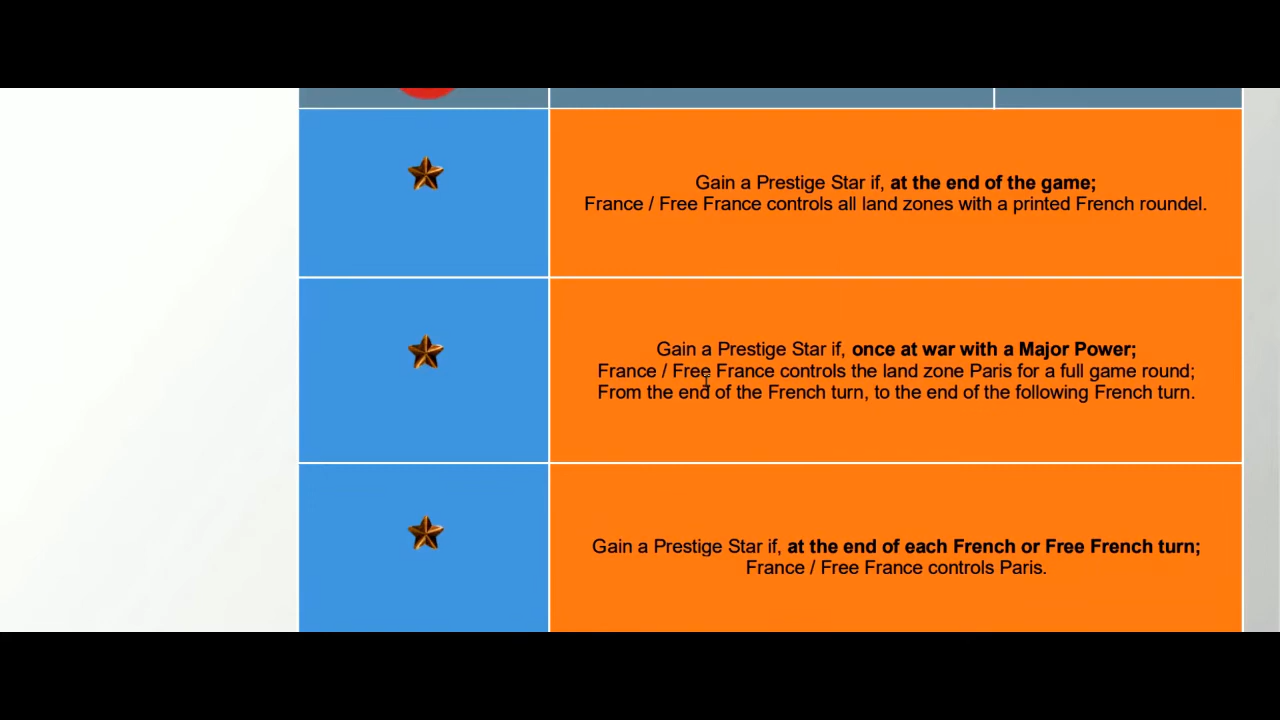 Gain a Prestige Star if, at the end of the game;
France / Free France controls all land zones with a printed French roundel.
Gain a Prestige Star if, once at war with a Major Power;
France / Free France controls the land zone Paris for a full game round;
From the end of the French turn, to the end of the following French turn.
Gain a Prestige Star if, at the end of each French or Free French turn;
France / Free France controls Paris.